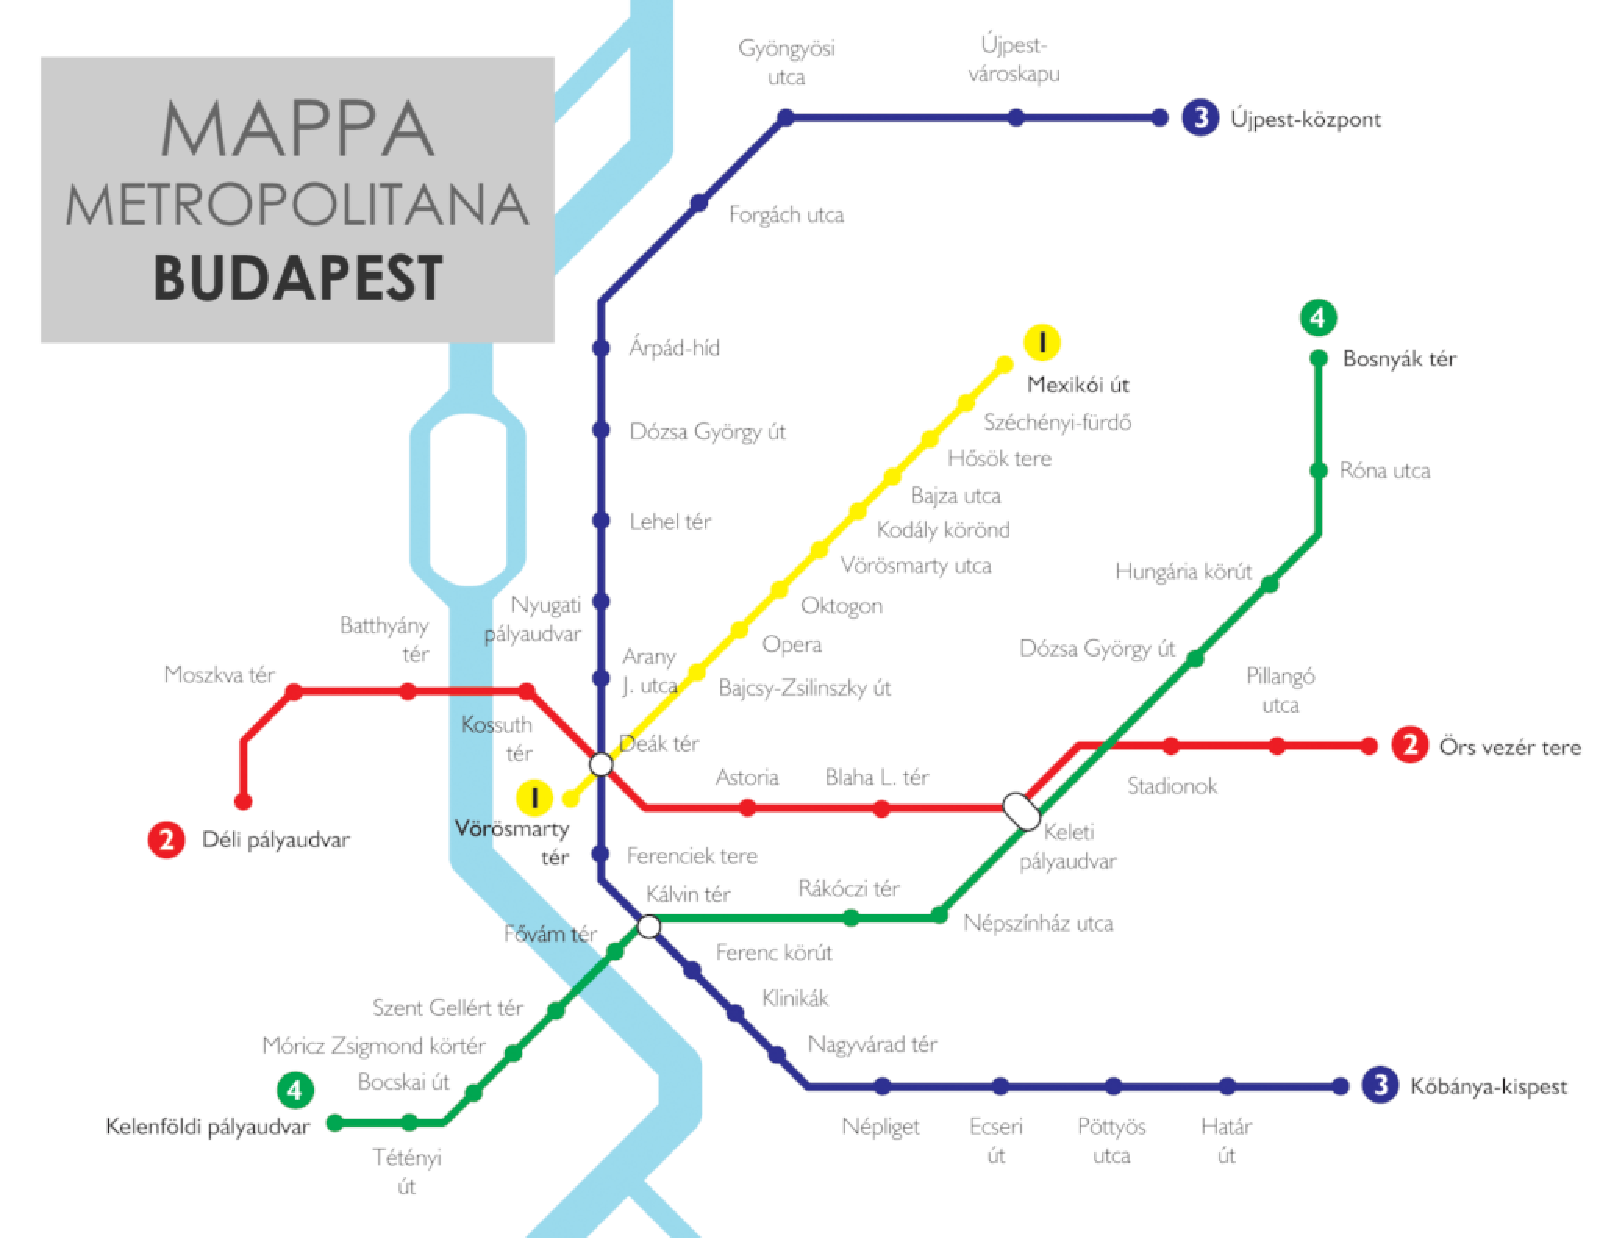 MAPPA
METROPOLITANA
BUDAPEST
Gyöngyösi
utca
Újpest-
városkapu
3 Újpest-központ
Forgách utca
Árpád-híd
Dózsa György út
Lehel tér
Nyugati
pályaudvar
Arany
J. utca
Deák tér
1
Mexikói út
Széchényi-fürdő
Hősök tere
Bajza utca
Kodály körönd
Vörösmarty utca
Oktogon
Opera
Bajcsy-Zsilinszky út
4
Bosnyák tér
Róna utca
Hungária körút
Dózsa György út
Pillangó
utca
2 Örs vezér tere
Stadionok
Batthyány
tér
Moszkva tér
Kossuth
tér
2 Déli pályaudvar
1
Vörösmarty
tér
Astoria
Blaha L. tér
Keleti
pályaudvar
Ferenciek tere
Kálvin tér
Rákóczi tér
Népszínház utca
Fővám tér
Ferenc körút
Klinikák
Nagyvárad tér
Szent Gellért tér
Móricz Zsigmond körtér
Bocskai út
4
Kelenföldi pályaudvar
Tétényi
út
3 Kőbánya-kispest
Népliget
Ecseri
út
Pöttyös
utca
Határ
út